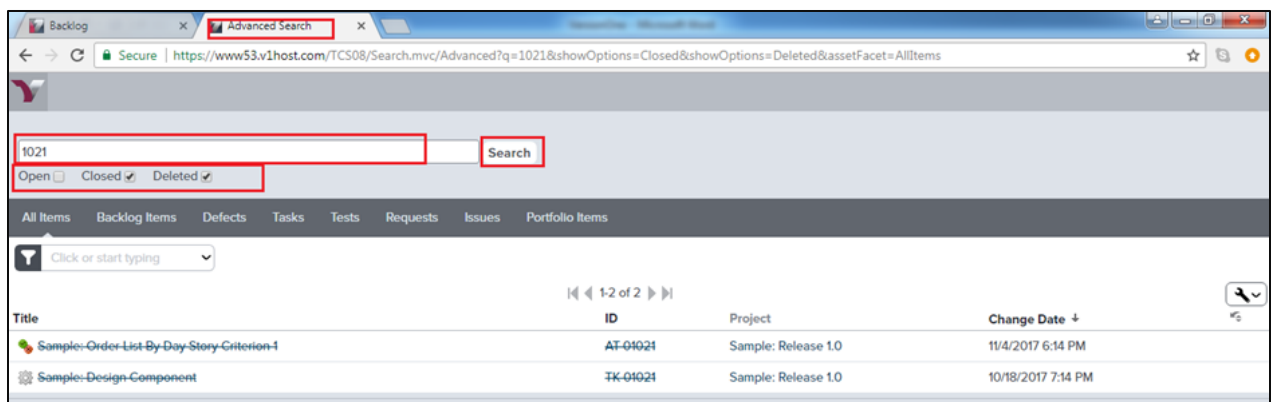 Backlog
Advanced Search
Secure | https://www53.v1host.com/TCS08/Search.mvc/Advanced?q=1021&showOptions=Closed&showOptions=Deleted&assetFacet=AllItems
1021
Search
Open Closed Deleted
All Items Backlog Items Defects Tasks Tests Requests Issues Portfolio Items
Click or start typing
1-2 of 2
Title ID Project Change Date
Sample: Order List By Day Story Criterion 1 AT-01021 Sample: Release 1.0 11/4/2017 6:14 PM
Sample: Design Component TK-01021 Sample: Release 1.0 10/18/2017 7:14 PM